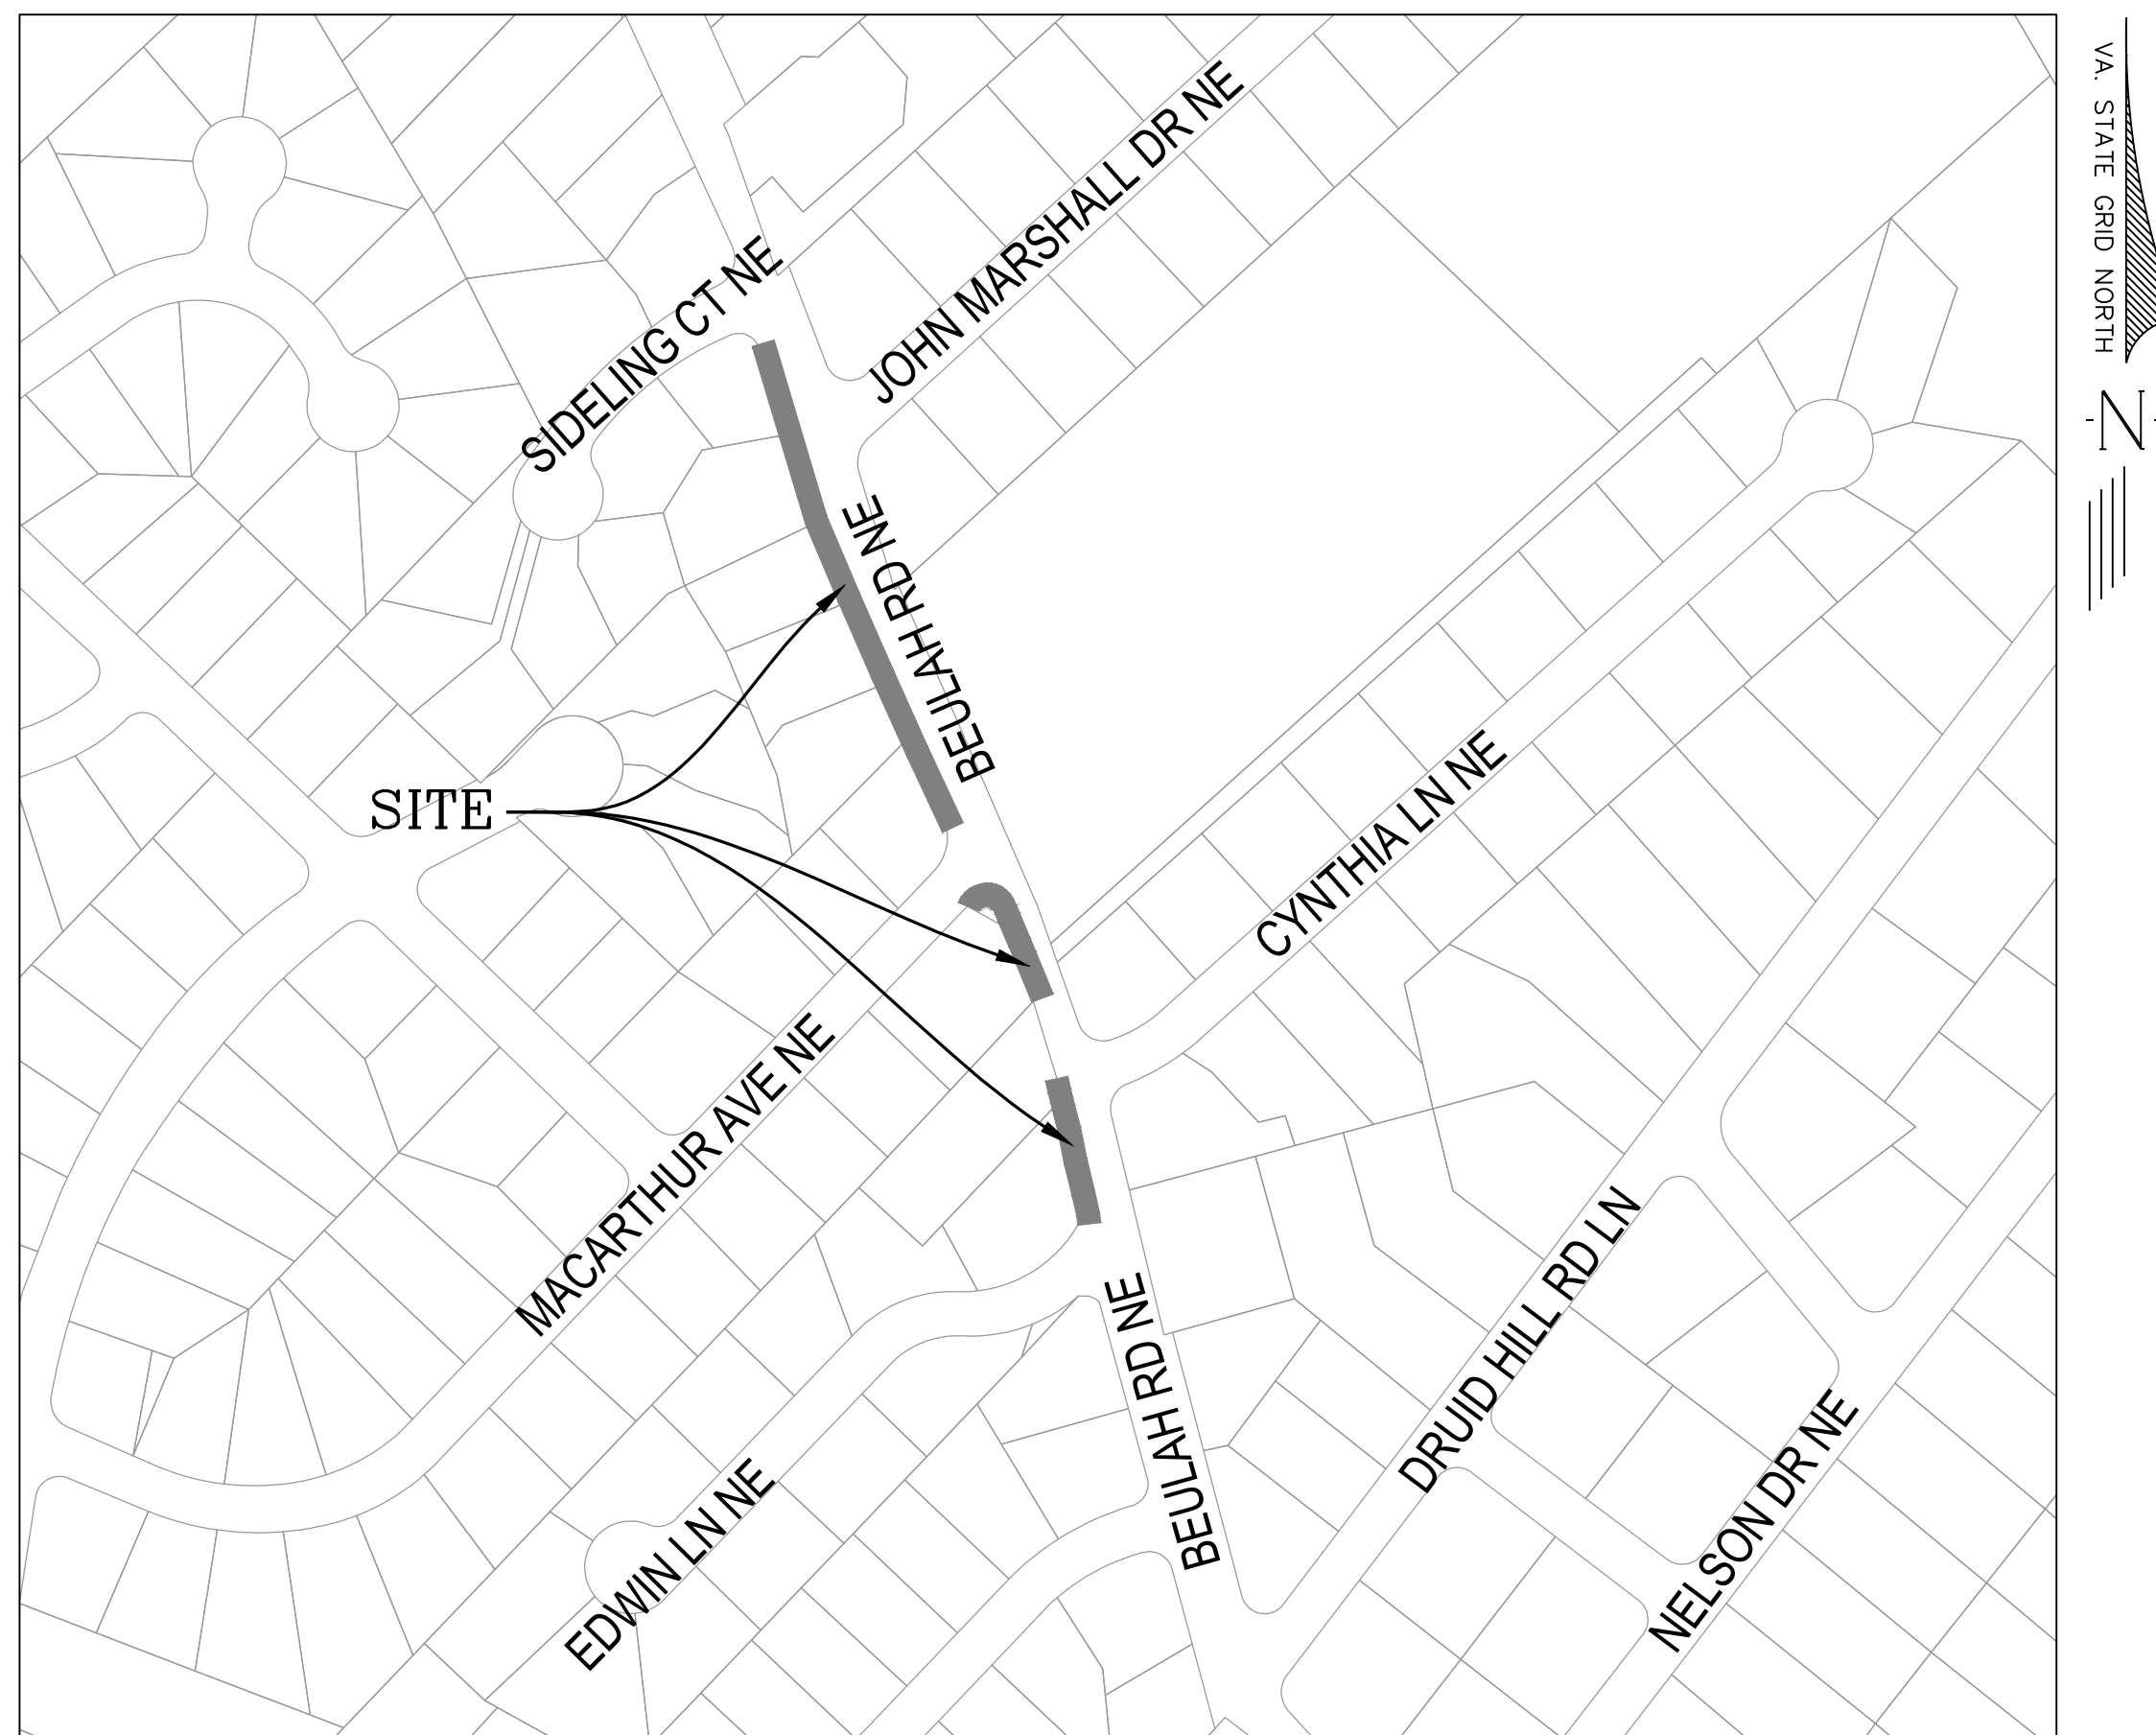 VA. STATE GRID NORTH
N
JOHN MARSHALL DR NE
SIDELING CT NE
BEULAH RD NE
CYNTHIA LN NE
SITE
MACARTHUR AVE NE
DRUID HILL RD LN
BEULAH RD NE
NELSON DR NE
EDWIN LN NE